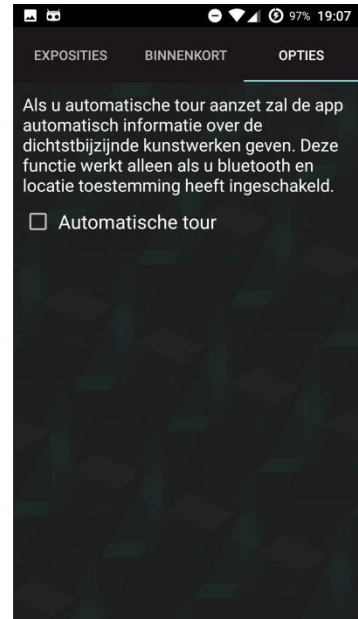 97% 19:07
EXPOSITIES BINNENKORT OPTIES
Als u automatische tour aanzet zal de app
automatisch informatie over de
dichtstbijzijnde kunstwerken geven. Deze
functie werkt alleen als u bluetooth en
locatie toestemming heeft ingeschakeld.
Automatische tour